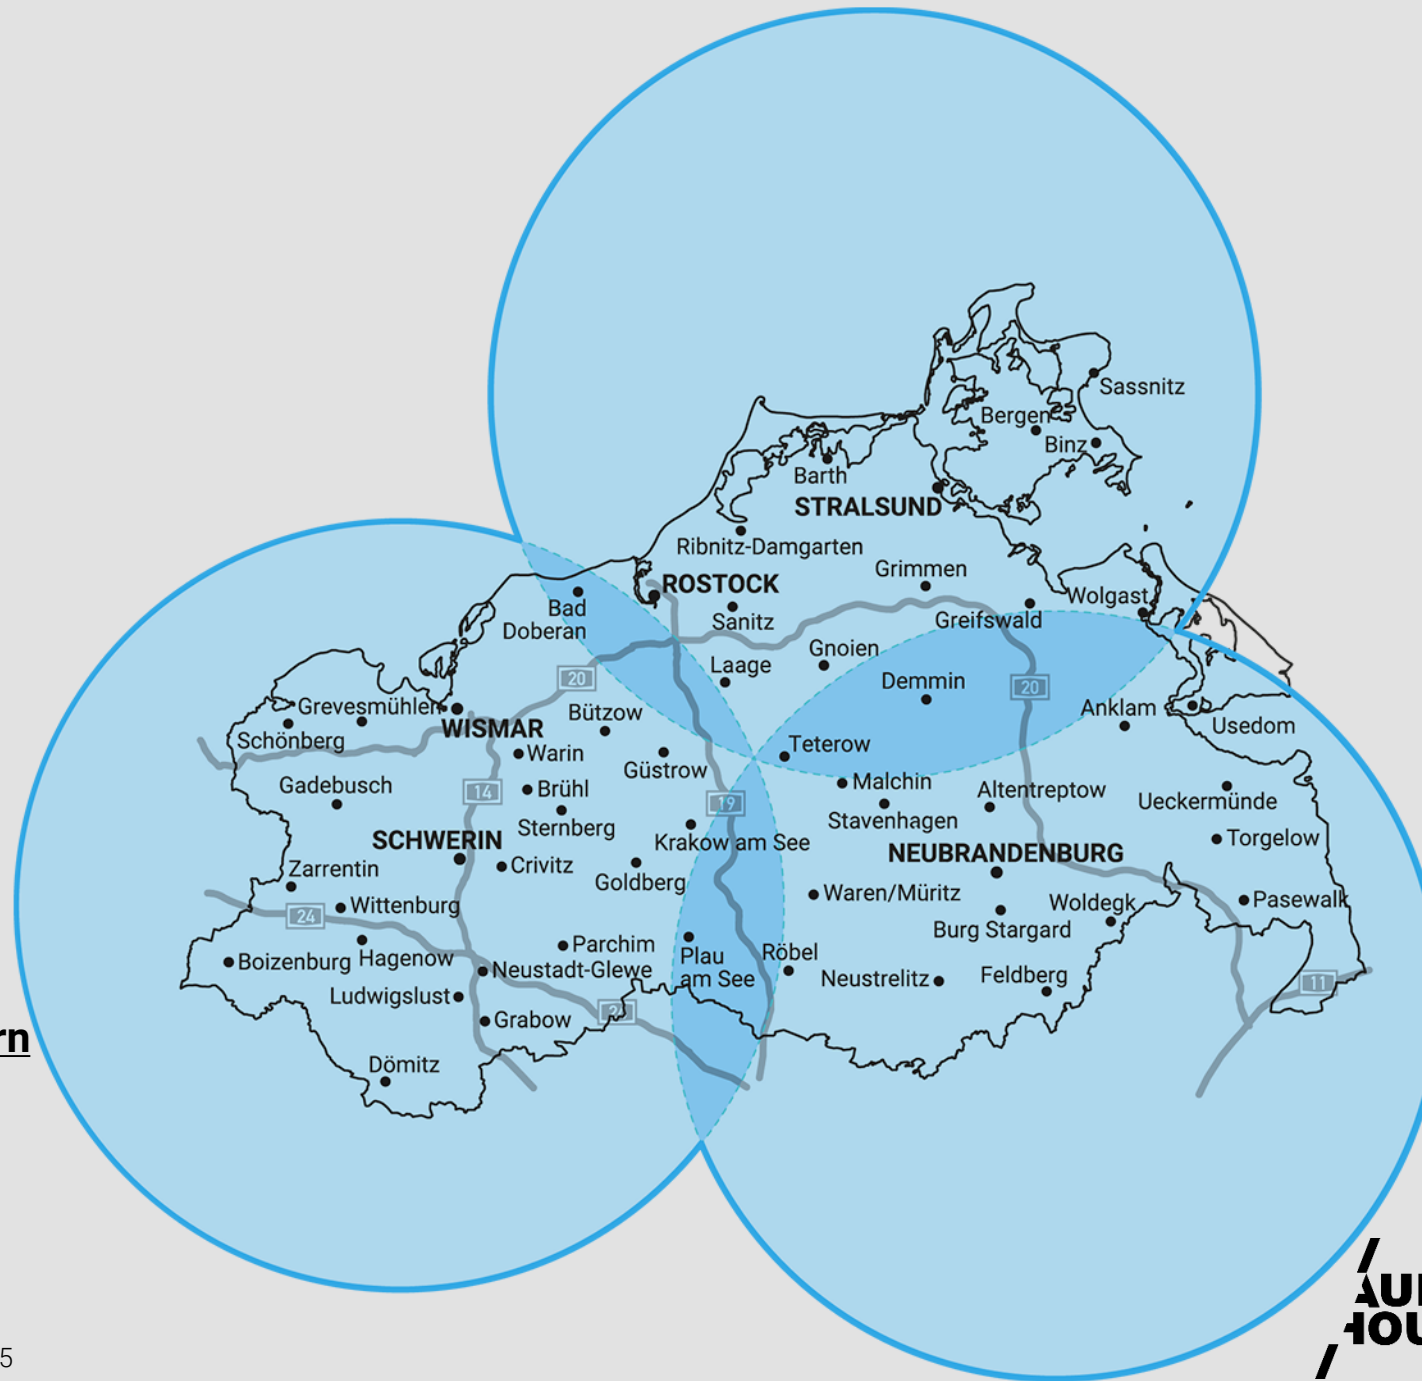 Sassnitz
Bergen
Binz
Barth
STRALSUND
Ribnitz-Damgarten
Grimmen
ROSTOCK
Wolgast
Bad
Doberan
Sanitz
Greifswald
Gnoien
Laage
20
Demmin
20
Grevesmühlen
Bützow
Anklam
WISMAR
Usedom
Schönberg
Teterow
Warin
Güstrow
Gadebusch
14
Brühl
Malchin
Altentreptow
19
Ueckermünde
Sternberg
Stavenhagen
SCHWERIN
Krakow am See
Torgelow
NEUBRANDENBURG
Zarrentin
Crivitz
Goldberg
Waren/Müritz
Wittenburg
24
Woldegk
Pasewalk
Burg Stargard
Parchim
Plau
am See
Röbel
Boizenburg
Hagenow
Neustadt-Glewe
Neustrelitz
Feldberg
11
Ludwigslust
Grabow
rn
Dömitz
5